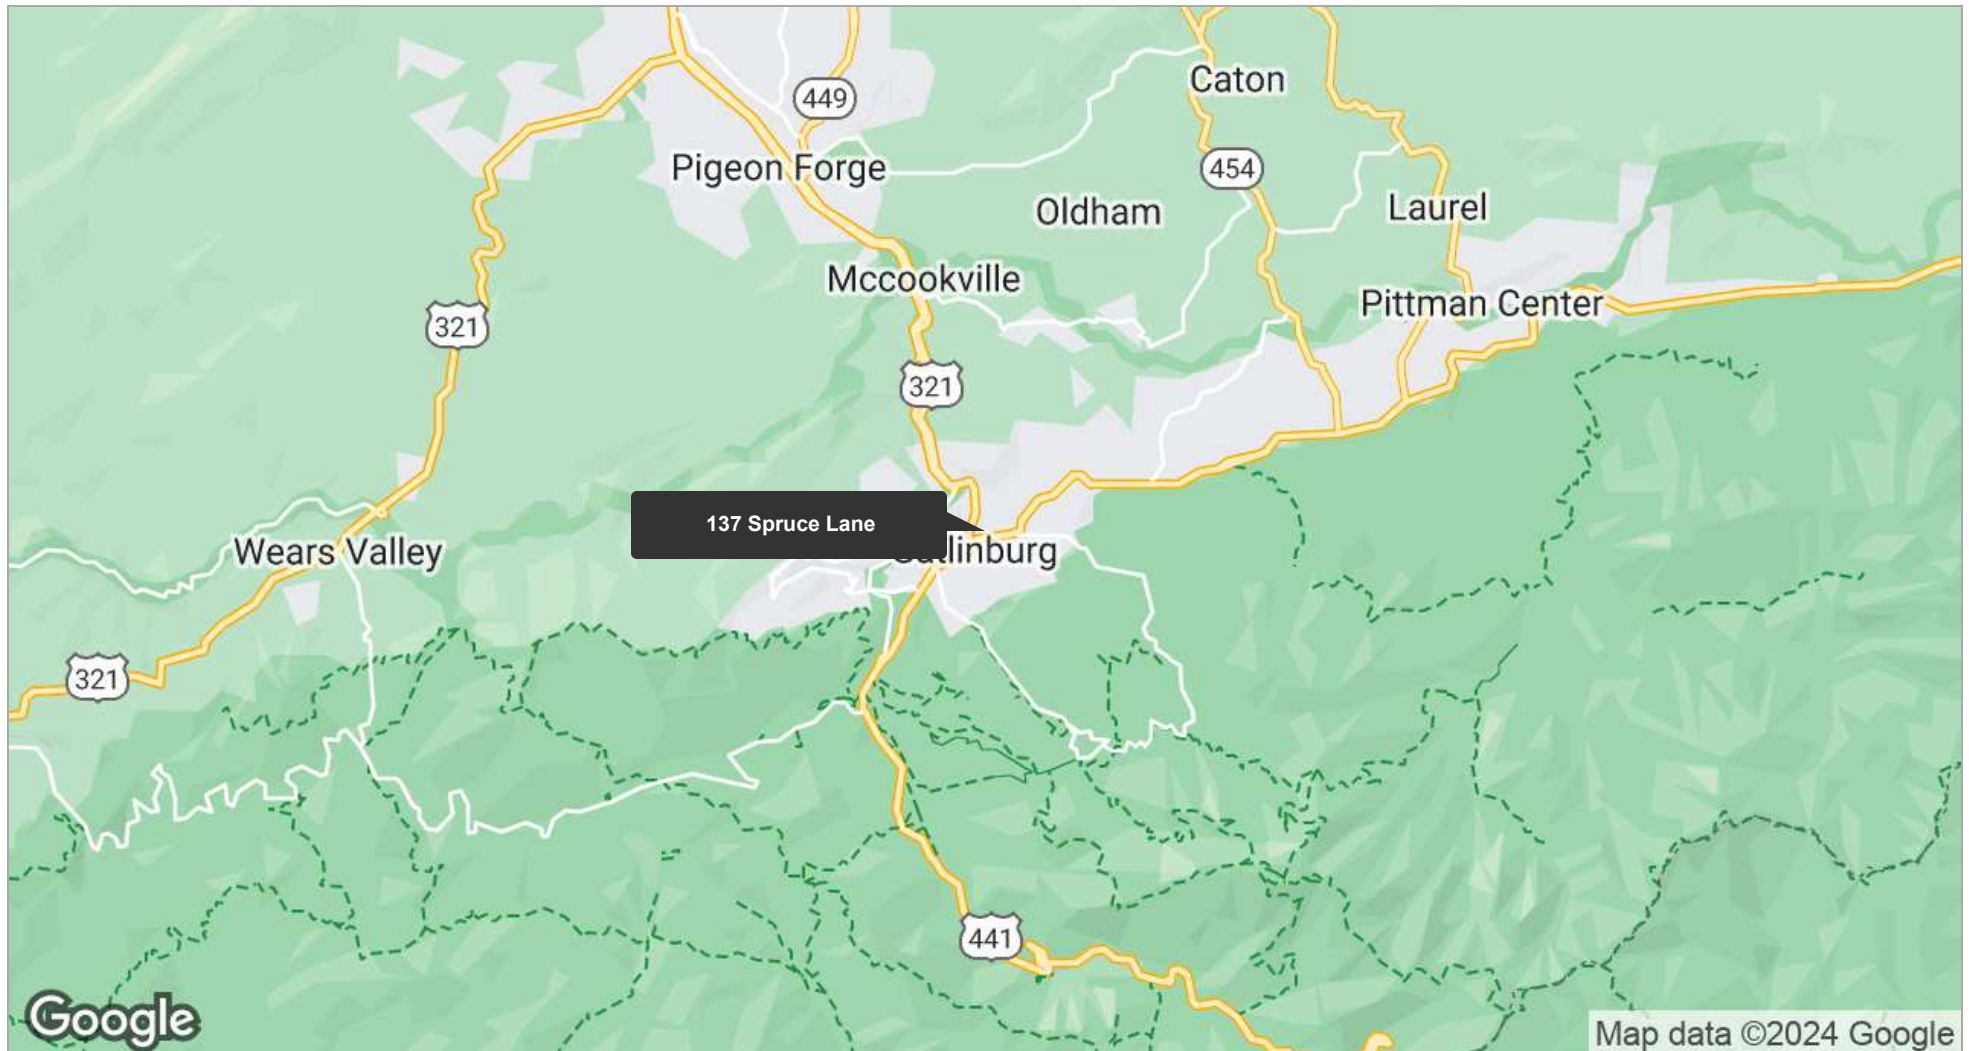 Caton
449
Pigeon Forge
454
Oldham
Laurel
Mccookville
Pittman Center
321
321
137 Spruce Lane
Wears Valley
321
441
Google
Map data ©2024 Google